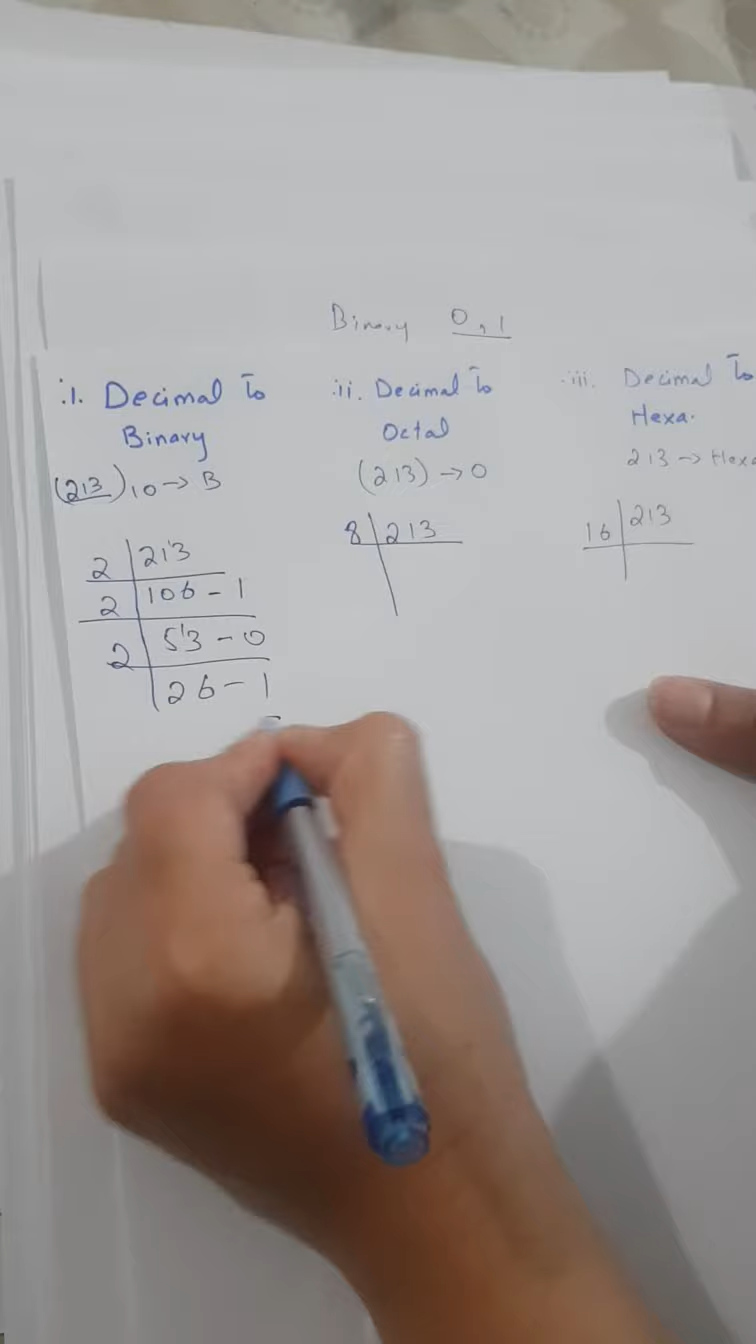 Binary 0, 1
:1. Decimal To
Binary
(213)10 → B
2 | 213
2 | 106 - 1
2 | 53 - 0
26 - 1
:ii. Decimal To
Octal
(213) → O
8 | 213
:iii. Decimal To
Hexa.
213 → Hexa
16 | 213